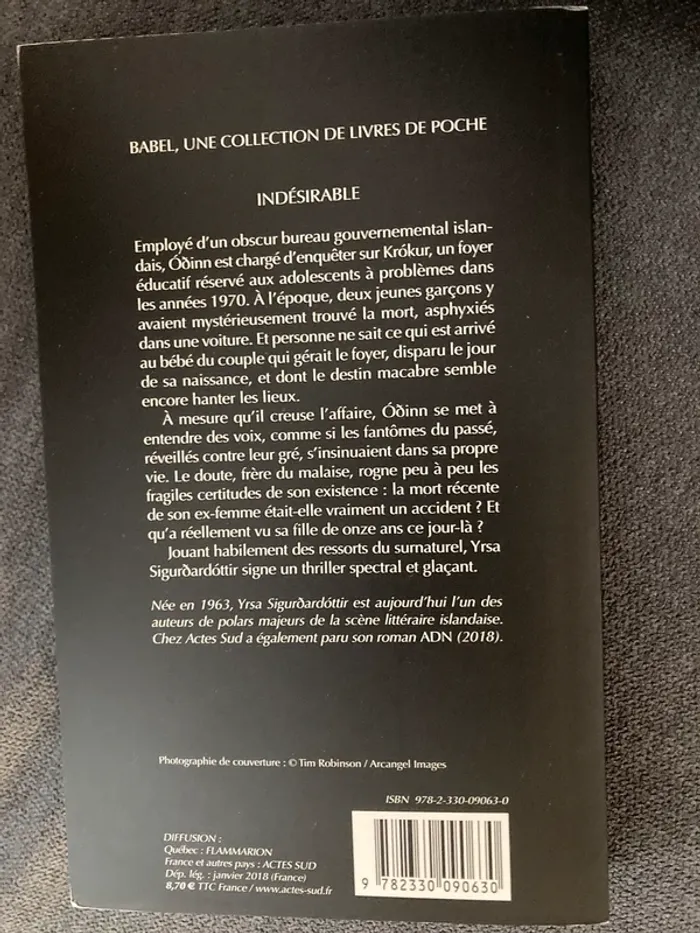 BABEL, UNE COLLECTION DE LIVRES DE POCHE
INDÉSIRABLE
Employé d'un obscur bureau gouvernemental islan-
dais, Óðinn est chargé d'enquêter sur Krókur, un foyer
éducatif réservé aux adolescents à problèmes dans
les années 1970. À l'époque, deux jeunes garçons y
avaient mystérieusement trouvé la mort, asphyxiés
dans une voiture. Et personne ne sait ce qui est arrivé
au bébé du couple qui gérait le foyer, disparu le jour
de sa naissance, et dont le destin macabre semble
encore hanter les lieux.
À mesure qu'il creuse l'affaire, Óðinn se met à
entendre des voix, comme si les fantômes du passé,
réveillés contre leur gré, s'insinuaient dans sa propre
vie. Le doute, frère du malaise, rogne peu à peu les
fragiles certitudes de son existence : la mort récente
de son ex-femme était-elle vraiment un accident ? Et
qu'a réellement vu sa fille de onze ans ce jour-là ?
Jouant habilement des ressorts du surnaturel, Yrsa
Sigurðardóttir signe un thriller spectral et glaçant.
Née en 1963, Yrsa Sigurðardóttir est aujourd'hui l'un des
auteurs de polars majeurs de la scène littéraire islandaise.
Chez Actes Sud a également paru son roman ADN (2018).
Photographie de couverture : © Tim Robinson / Arcangel Images
ISBN 978-2-330-09063-0
DIFFUSION :
Québec : FLAMMARION
France et autres pays : ACTES SUD
Dép. lég. : janvier 2018 (France)
8,70 € TTC France / www.actes-sud.fr
9 782330 090630